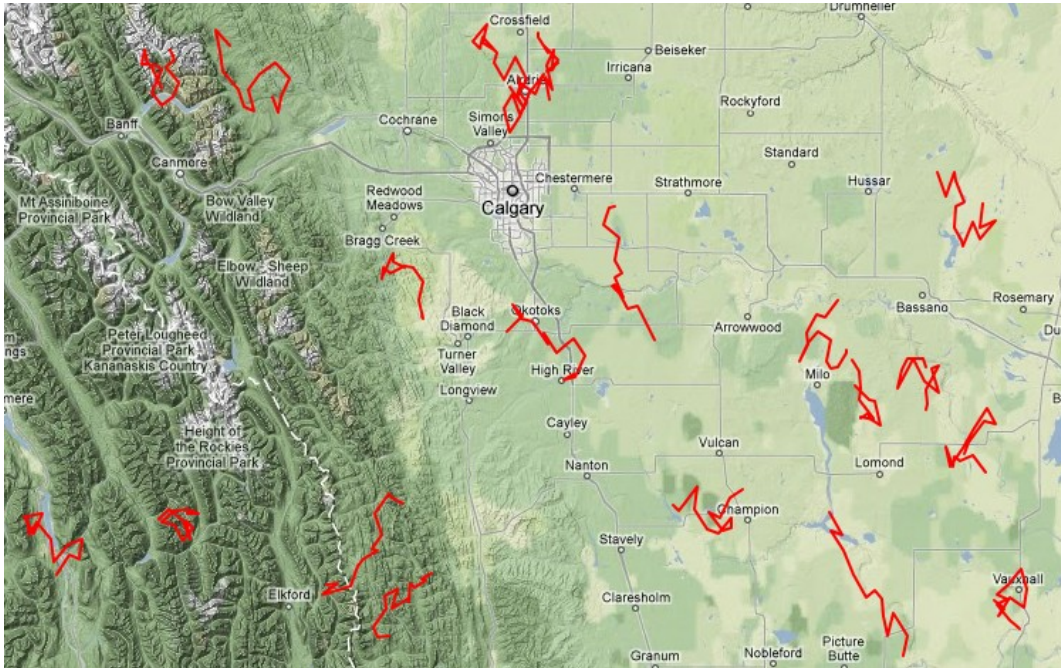 Crossfield
Drumheller
Beiseker
Irricana
Airdrie
Rockyford
Cochrane
Simons
Valley
Banff
Canmore
Standard
Chestermere
Strathmore
Hussar
Redwood
Meadows
Calgary
Mt Assiniboine
Provincial Park
Bow Valley
Wildland
Bragg Creek
Elbow - Sheep
Wildland
Bassano
Rosemary
Black
Diamond
Okotoks
Arrowwood
Peter Lougheed
Provincial Park
Kananaskis Country
Turner
Valley
High River
Milo
Longview
Cayley
Height of
the Rockies
Provincial Park
Vulcan
Lomond
Nanton
Champion
Stavely
Vauxhall
Elkford
Claresholm
Picture
Butte
Granum
Nobleford